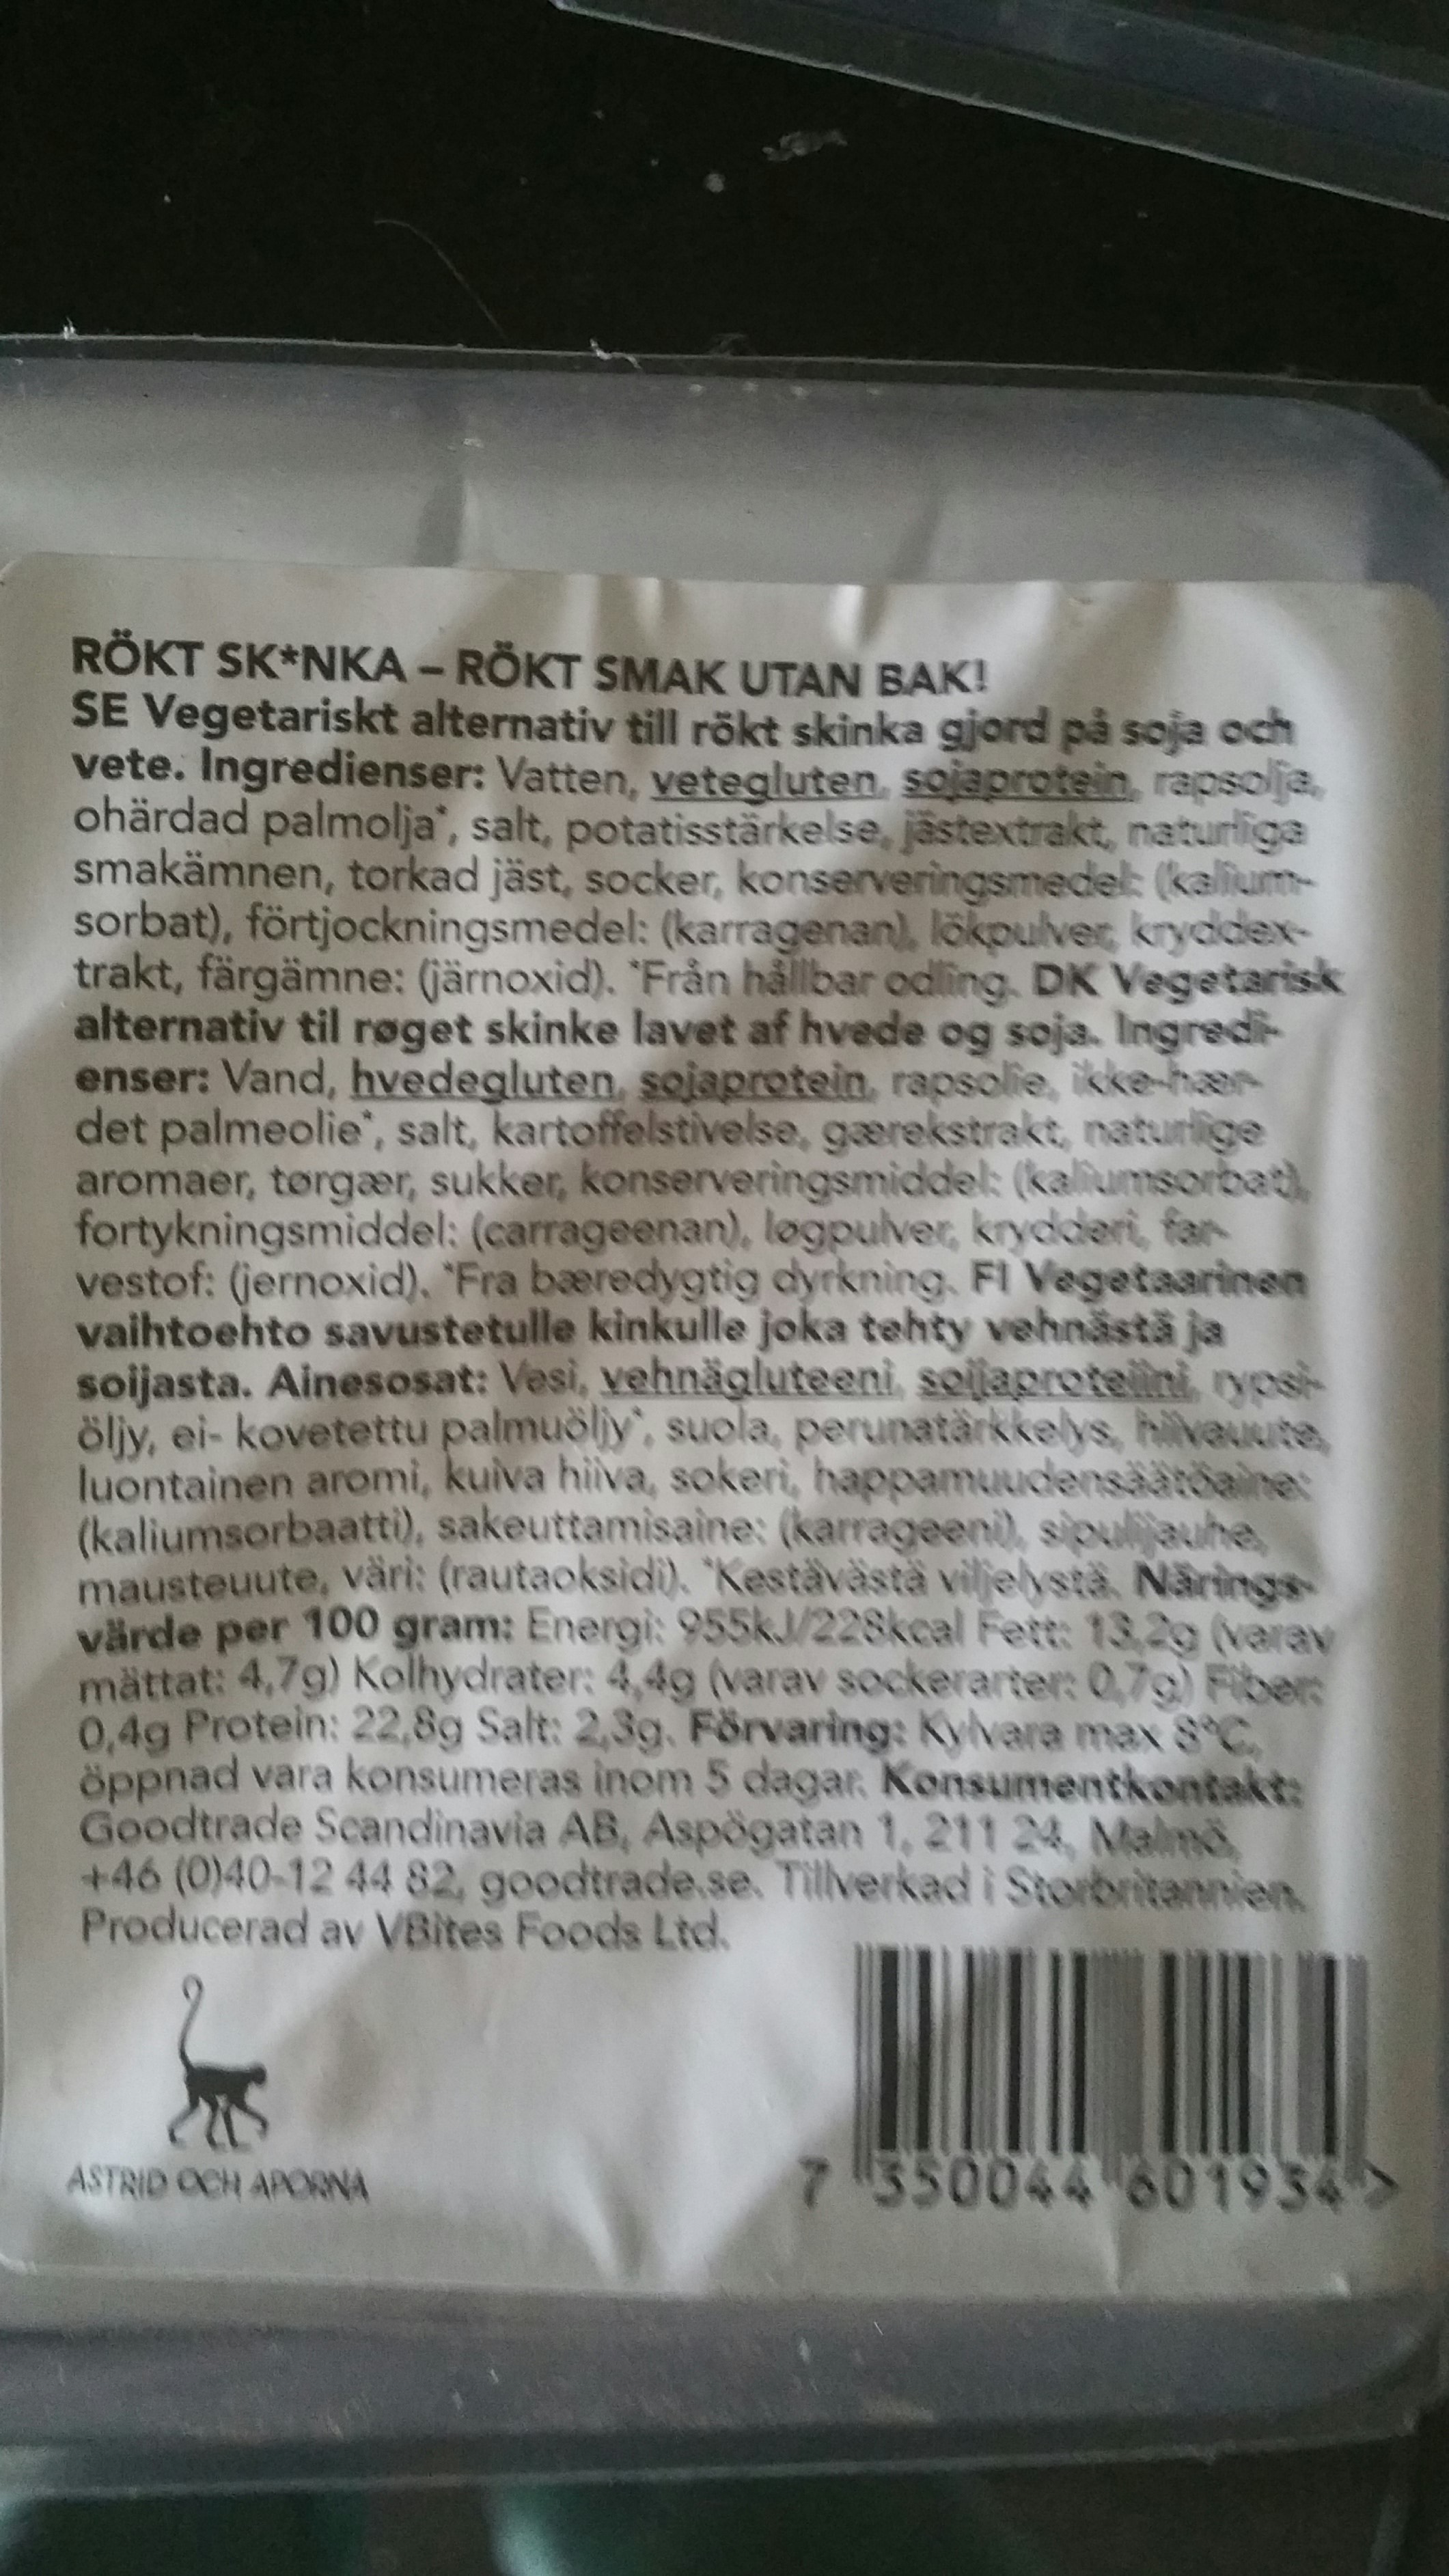 RÖKT SK*NKA – RÖKT SMAK UTAN BAK!
SE Vegetariskt alternativ till rökt skinka gjord på soja och
vete. Ingredienser: Vatten, vetegluten, sojaprotein, rapsolja,
ohärdad palmolja*, salt, potatisstärkelse, jästextrakt, naturliga
smakämnen, torkad jäst, socker, konserveringsmedel: (kalium-
sorbat), förtjockningsmedel: (karragenan), lökpulver, kryddex-
trakt, färgämne: (järnoxid). *Från hållbar odling. DK Vegetarisk
alternativ til røget skinke lavet af hvede og soja. Ingredi-
enser: Vand, hvedegluten, sojaprotein, rapsolie, ikke-hær-
det palmeolie*, salt, kartoffelstivelse, gærekstrakt, naturlige
aromaer, tørgær, sukker, konserveringsmiddel: (kaliumsorbat),
fortykningsmiddel: (carrageenan), løgpulver, krydderi, far-
vestof: (jernoxid). *Fra bæredygtig dyrkning. FI Vegetaarinen
vaihtoehto savustetulle kinkulle joka tehty vehnästä ja
soijasta. Ainesosat: Vesi, vehnägluteeni, soijaproteiini, rypsi-
öljy, ei- kovetettu palmuöljy*, suola, perunatärkkelys, hiivauute,
luontainen aromi, kuiva hiiva, sokeri, happamuudensäätöaine:
(kaliumsorbaatti), sakeuttamisaine: (karrageeni), sipulijauhe,
mausteuute, väri: (rautaoksidi). *Kestävästä viljelystä. Närings-
värde per 100 gram: Energi: 955kJ/228kcal Fett: 13,2g (varav
mättat: 4,7g) Kolhydrater: 4,4g (varav sockerarter: 0,7g) Fiber:
0,4g Protein: 22,8g Salt: 2,3g. Förvaring: Kylvara max 8°C,
öppnad vara konsumeras inom 5 dagar. Konsumentkontakt:
Goodtrade Scandinavia AB, Aspögatan 1, 211 24, Malmö,
+46 (0)40-12 44 82, goodtrade.se. Tillverkad i Storbritannien.
Producerad av VBites Foods Ltd.
ASTRID OCH APORNA
7 350044 601934 >